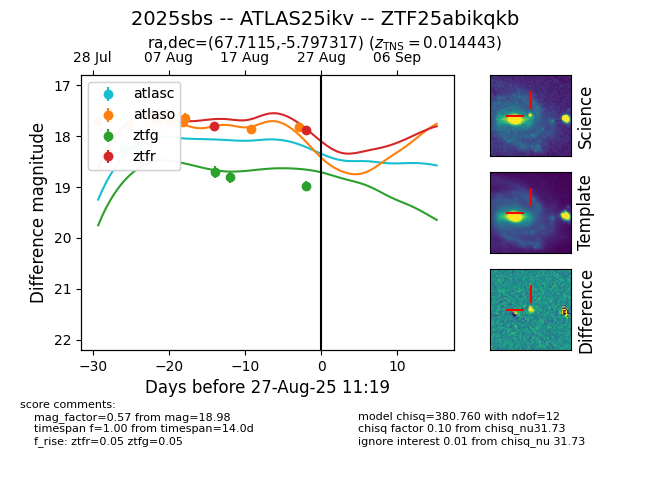 2025sbs -- ATLAS25ikv -- ZTF25abikqkb
ra,dec=(67.7115,-5.797317) (z_TNS = 0.014443)
28 Jul 07 Aug 17 Aug 27 Aug 06 Sep
atlasc
atlaso
ztfg
ztfr
17
18
19
20
21
22
Difference magnitude
−30 −20 −10 0 10
Days before 27-Aug-25 11:19
Science
Template
Difference
score comments:
mag_factor=0.57 from mag=18.98
timespan f=1.00 from timespan=14.0d
f_rise: ztfr=0.05 ztfg=0.05
model chisq=380.760 with ndof=12
chisq factor 0.10 from chisq_nu31.73
ignore interest 0.01 from chisq_nu 31.73